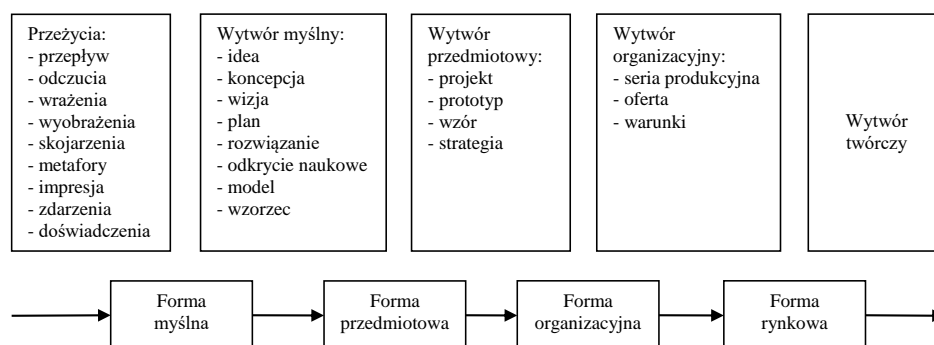 Przeżycia:
- przepływ
- odczucia
- wrażenia
- wyobrażenia
- skojarzenia
- metafory
- impresja
- zdarzenia
- doświadczenia
Wytwór myślny:
- idea
- koncepcja
- wizja
- plan
- rozwiązanie
- odkrycie naukowe
- model
- wzorzec
Wytwór
przedmiotowy:
- projekt
- prototyp
- wzór
- strategia
Wytwór
organizacyjny:
- seria produkcyjna
- oferta
- warunki
Wytwór
twórczy
Forma
myślna
Forma
przedmiotowa
Forma
organizacyjna
Forma
rynkowa